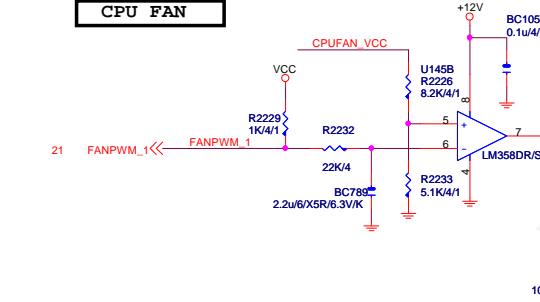 CPU FAN
+12V
BC105
0.1u/4/
CPUFAN_VCC
VCC
U145B
R2226
8.2K/4/1
8
R2229
1K/4/1
R2232
5
+
7
21
FANPWM_1
FANPWM_1
6
-
LM358DR/S
22K/4
4
R2233
5.1K/4/1
BC789
2.2u/6/X5R/6.3V/K
10